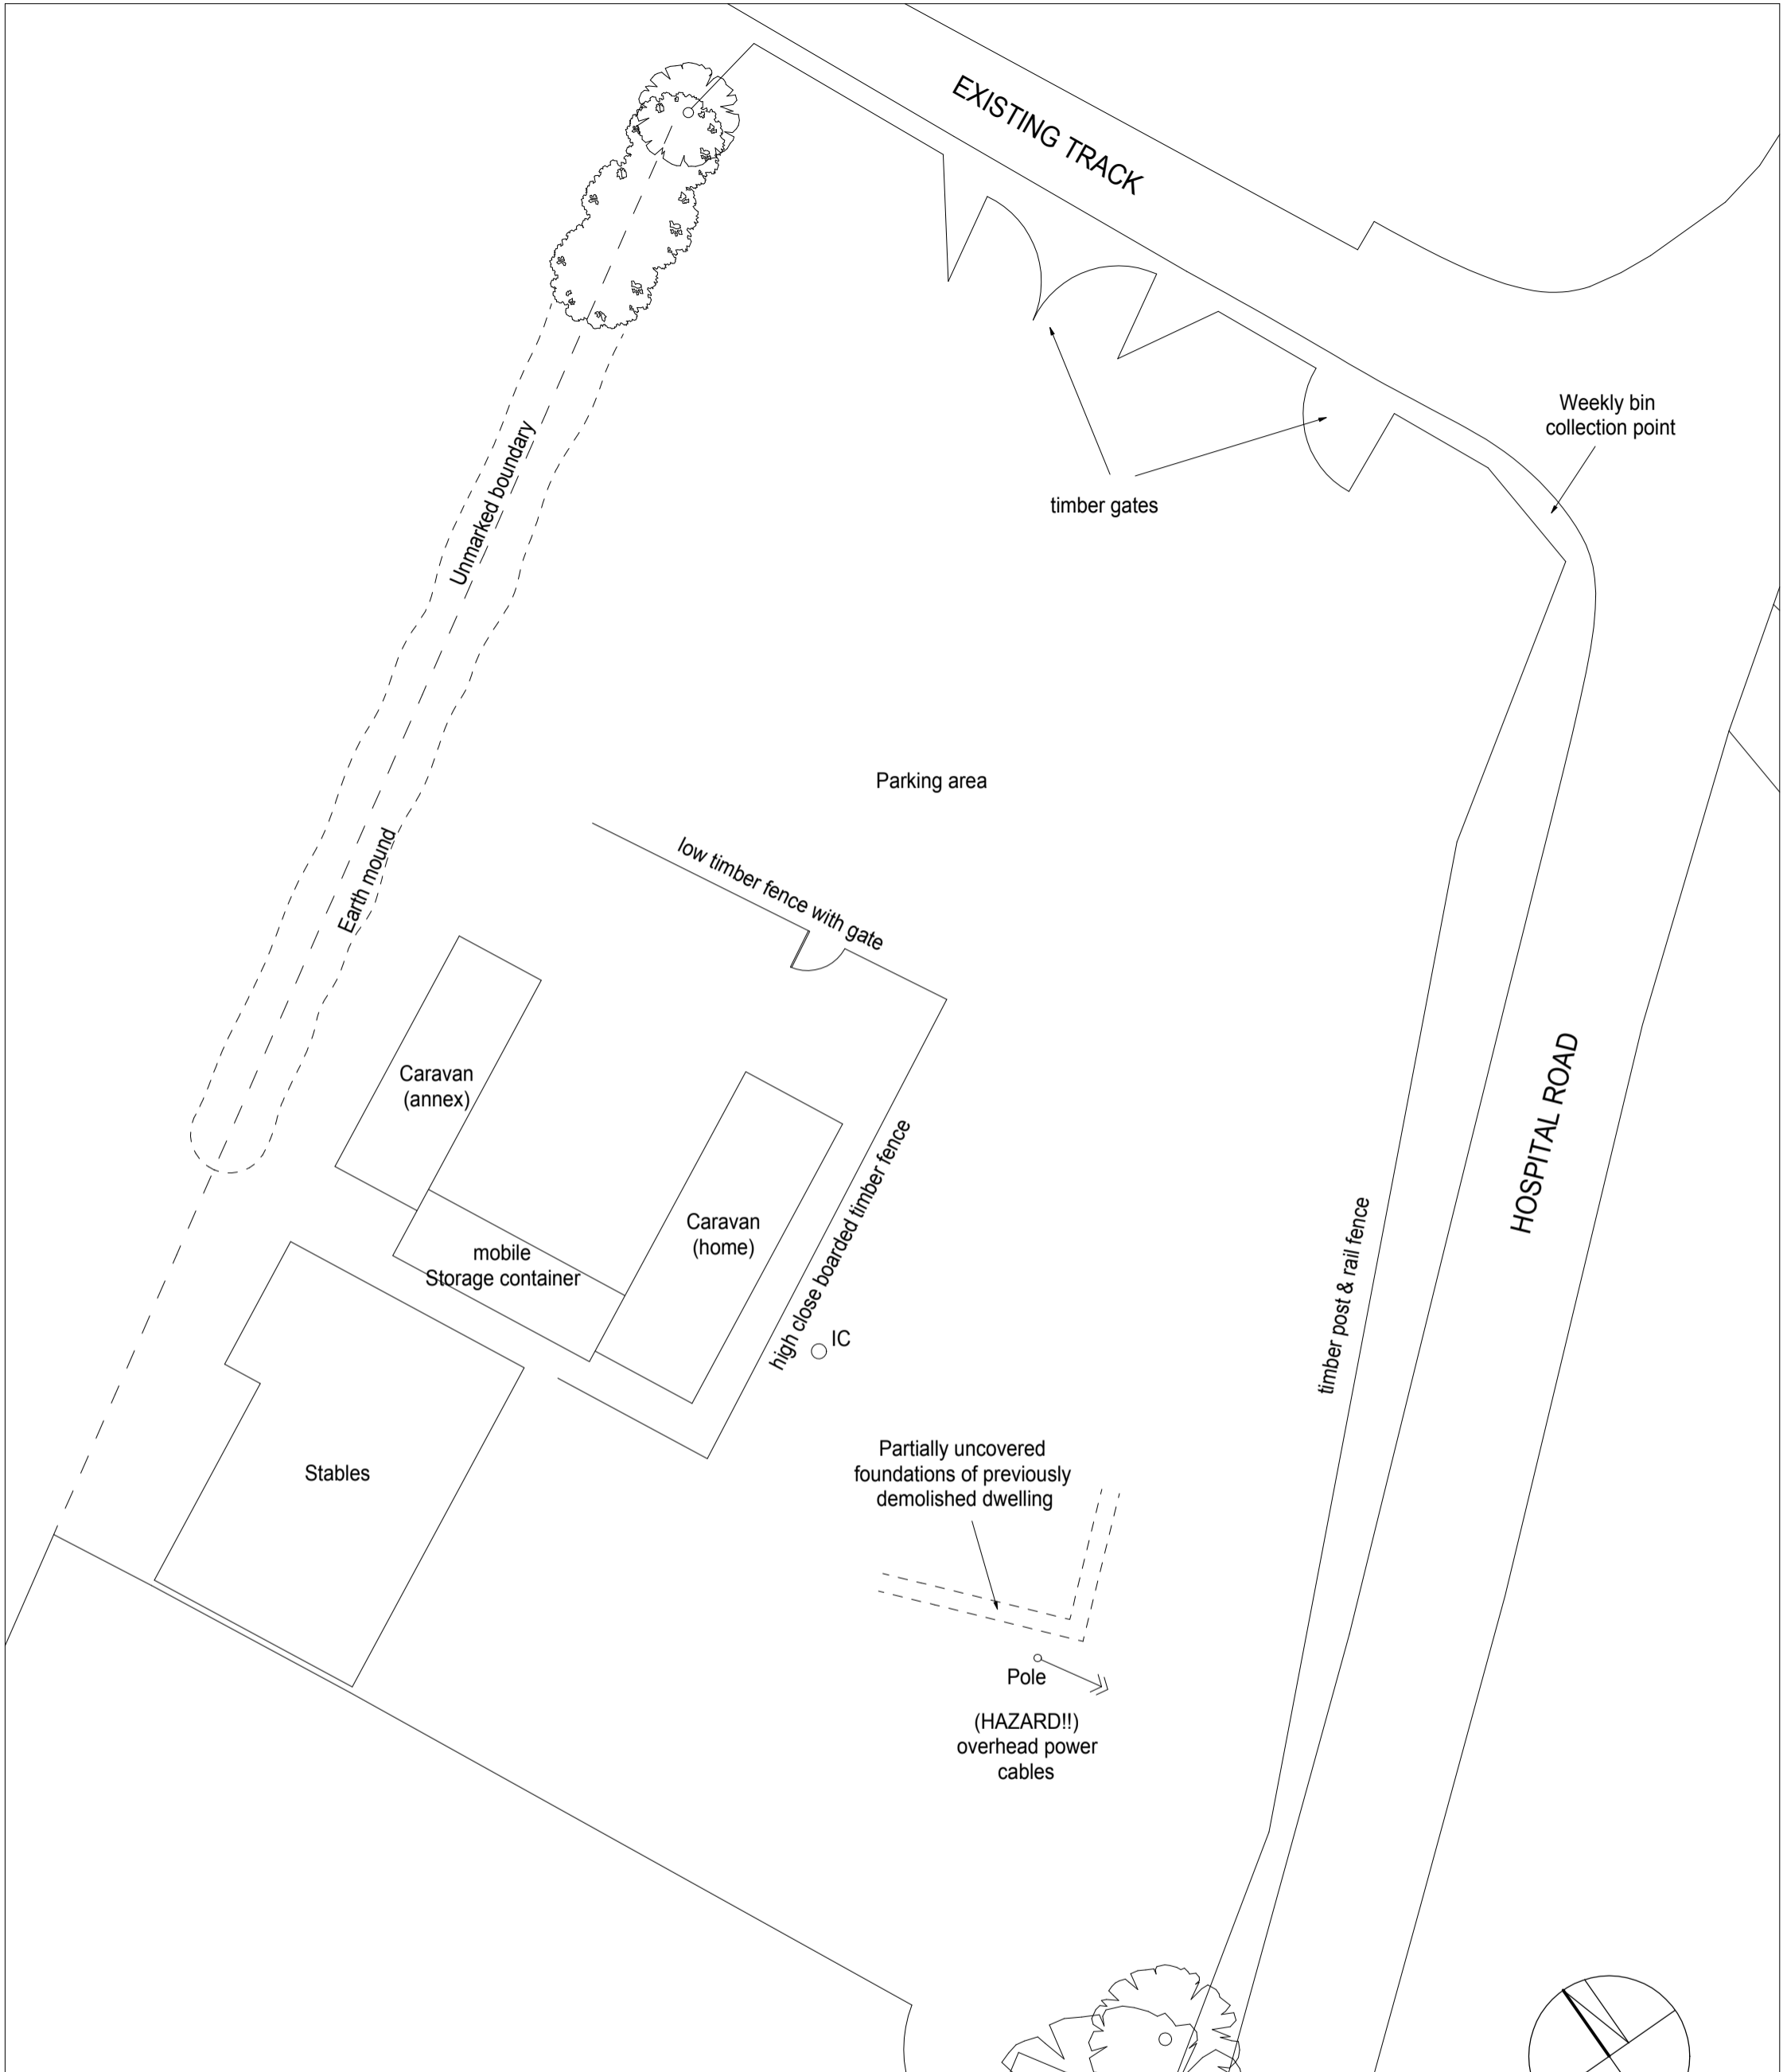 EXISTING TRACK
Weekly bin
collection point
timber gates
Unmarked boundary
Parking area
low timber fence with gate
Earth mound
Caravan
(annex)
HOSPITAL ROAD
high close boarded timber fence
Caravan
(home)
mobile
Storage container
timber post & rail fence
IC
Partially uncovered
foundations of previously
demolished dwelling
Stables
Pole
(HAZARD!!)
overhead power
cables